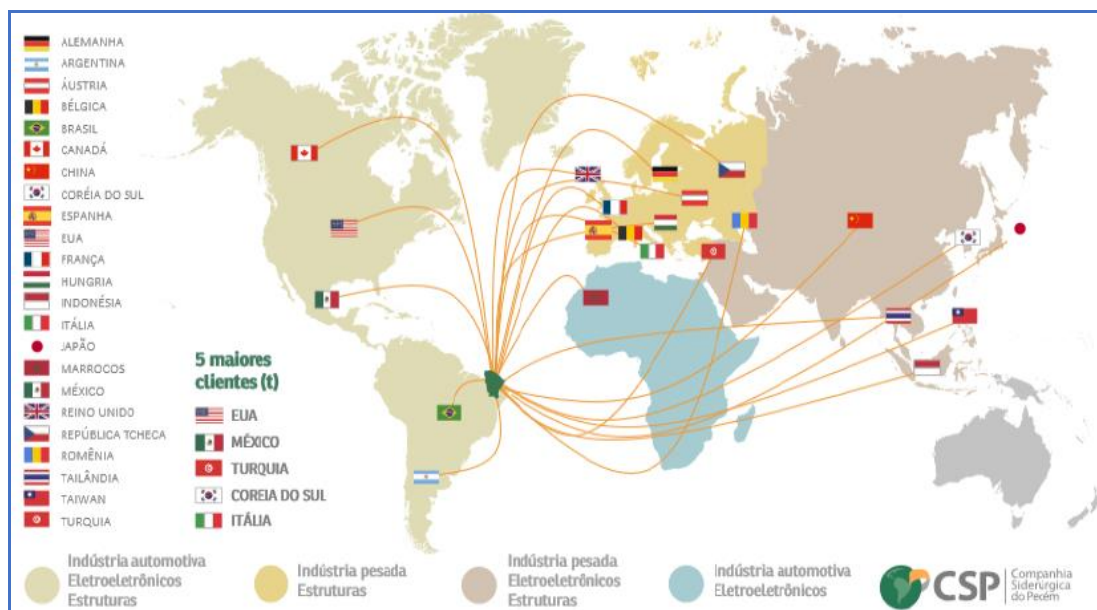 ALEMANHA
ARGENTINA
ÁUSTRIA
BÉLGICA
BRASIL
CANADÁ
CHINA
CORÉIA DO SUL
ESPANHA
EUA
FRANÇA
HUNGRIA
INDONÉSIA
ITÁLIA
JAPÃO
MARROCOS
MÉXICO
REINO UNIDO
REPÚBLICA TCHECA
ROMÊNIA
TAILÂNDIA
TAIWAN
TURQUIA
5 maiores
clientes (t)
EUA
MÉXICO
TURQUIA
COREIA DO SUL
ITÁLIA
Indústria automotiva
Eletroeletrônicos
Estruturas
Indústria pesada
Estruturas
Indústria pesada
Eletroeletrônicos
Estruturas
Indústria automotiva
Eletroeletrônicos
CSP
Companhia
Siderúrgica
do Pecém